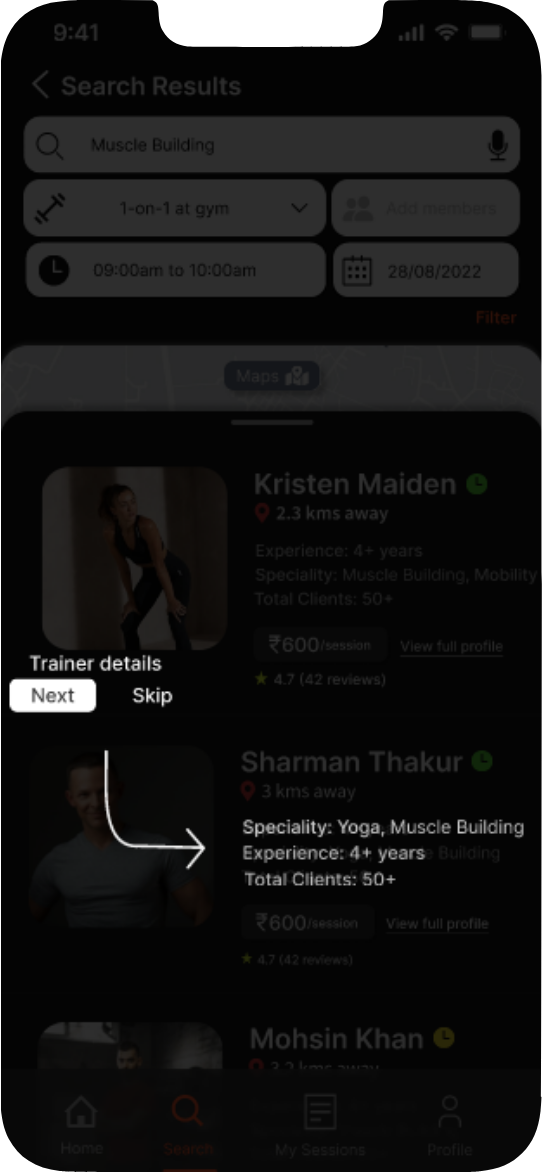 9:41
Search Results
Muscle Building
1-on-1 at gym
Add members
09:00am to 10:00am
28/08/2022
Filter
Maps
Kristen Maiden
2.3 kms away
Experience: 4+ years
Speciality: Muscle Building, Mobility
Total Clients: 50+
₹600/session
View full profile
4.7 (42 reviews)
Trainer details
Next
Skip
Sharman Thakur
3 kms away
Speciality: Yoga, Muscle Building
Experience: 4+ years
Total Clients: 50+
₹600/session
View full profile
4.7 (42 reviews)
Mohsin Khan
3.2 kms away
Home
Search
My Sessions
Profile